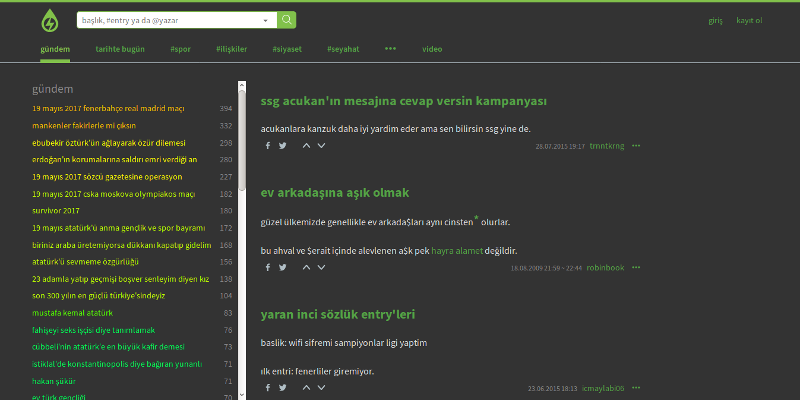 başlık, #entry ya da @yazar
giriş kayıt ol
gündem tarihte bugün #spor #ilişkiler #siyaset #seyahat ••• video
gündem
19 mayıs 2017 fenerbahçe real madrid maçı 394
mankenler fakirlerle mi çıksın 332
ebubekir öztürk'ün ağlayarak özür dilemesi 298
erdoğan'ın korumalarına saldırı emri verdiği an 280
19 mayıs 2017 sözcü gazetesine operasyon 227
19 mayıs 2017 cska moskova olympiakos maçı 182
survivor 2017 180
19 mayıs atatürk'ü anma gençlik ve spor bayramı 172
biriniz araba üretemiyorsa dükkanı kapatıp gidelim 168
atatürk'ü sevmeme özgürlüğü 156
23 adamla yatıp geçmişi boşver senleyim diyen kız 138
son 300 yılın en güçlü türkiye'sindeyiz 104
mustafa kemal atatürk 83
fahişeyi seks işçisi diye tanımlamak 76
cübbeli'nin atatürk'e en büyük kafir demesi 73
istiklal'de konstantinopolis diye bağıran yunanlı 71
hakan şükür 71
ev türk gençliği 70
ssg acukan'ın mesajına cevap versin kampanyası
acukanlara kanzuk daha iyi yardim eder ama sen bilirsin ssg yine de.
28.07.2015 19:17 tmntkrng •••
ev arkadaşına aşık olmak
güzel ülkemizde genellikle ev arkada$ları aynı cinsten* olurlar.
bu ahval ve $erait içinde alevlenen a$k pek hayra alamet değildir.
18.08.2009 21:59 ~ 22:44 robinbook •••
yaran inci sözlük entry'leri
baslik: wifi sifremi sampiyonlar ligi yaptim
ılk entri: fenerliler giremiyor.
23.06.2015 18:13 icmaylabi05 •••